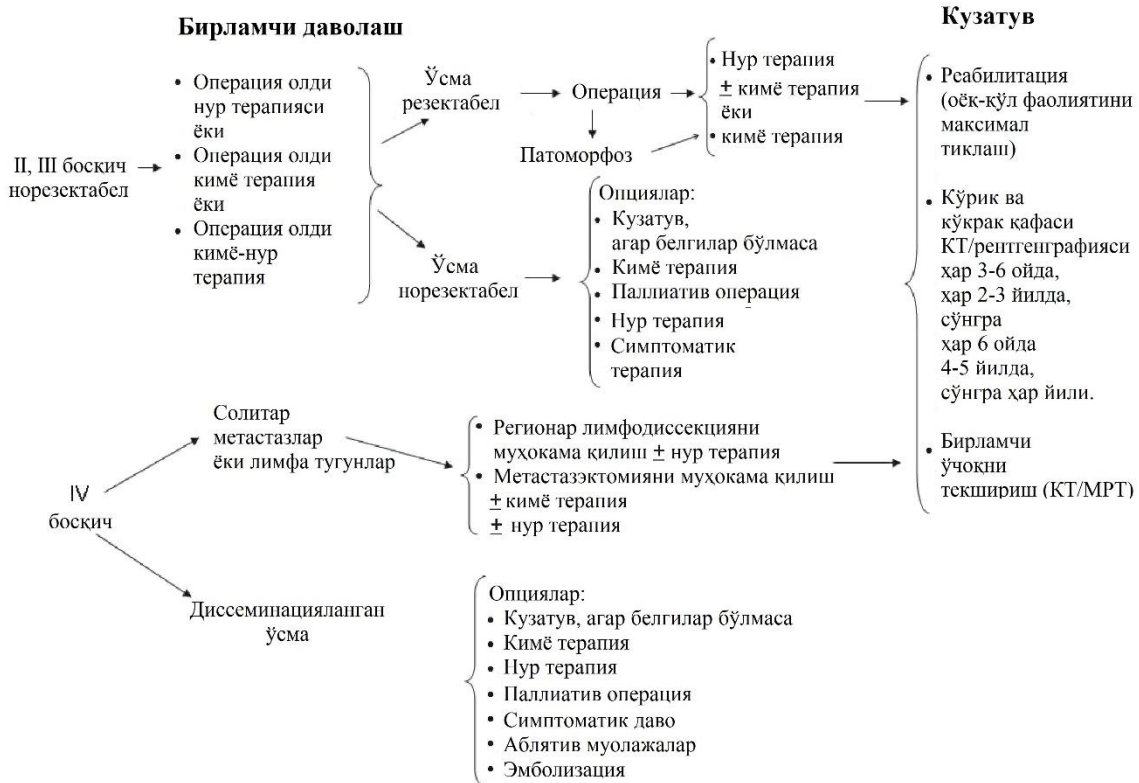 Бирламчи даволаш
Кузатув
II, III босқич
норезектабел
• Операция олди
нур терапияси
ёки
• Операция олди
кимё терапия
ёки
• Операция олди
кимё-нур
терапия
Ўсма
резектабел
Операция
Патоморфоз
• Нур терапия
± кимё терапия
ёки
• кимё терапия
Ўсма
норезектабел
Опциялар:
• Кузатув,
агар белгилар бўлмаса
• Кимё терапия
• Паллиатив операция
• Нур терапия
• Симптоматик
терапия
• Реабилитация
(оёқ-қўл фаолиятини
максимал
тиклаш)
• Кўрик ва
кўкрак қафаси
КТ/рентгенграфияси
ҳар 3-6 ойда,
ҳар 2-3 йилда,
сўнгра
ҳар 6 ойда
4-5 йилда,
сўнгра ҳар йили.
• Бирламчи
ўчоқни
текшириш (КТ/МРТ)
IV
босқич
Солитар
метастазлар
ёки лимфа тугунлар
• Регионар лимфодиссекцияни
муҳокама қилиш ± нур терапия
• Метастазэктомияни муҳокама қилиш
± кимё терапия
± нур терапия
Диссеминацияланган
ўсма
Опциялар:
• Кузатув, агар белгилар бўлмаса
• Кимё терапия
• Нур терапия
• Паллиатив операция
• Симптоматик даво
• Аблятив муолажалар
• Эмболизация